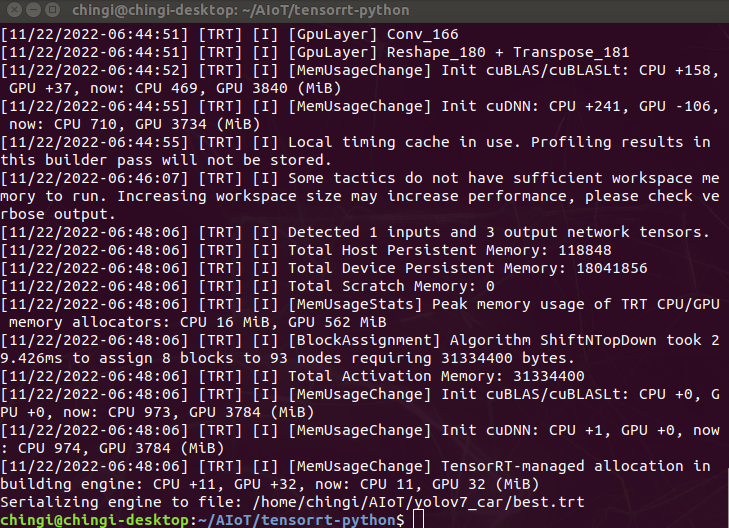 chingi@chingi-desktop: ~/AIoT/tensorrt-python
[11/22/2022-06:44:51] [TRT] [I] [GpuLayer] Conv_166
[11/22/2022-06:44:51] [TRT] [I] [GpuLayer] Reshape_180 + Transpose_181
[11/22/2022-06:44:52] [TRT] [I] [MemUsageChange] Init cuBLAS/cuBLASLt: CPU +158,
 GPU +37, now: CPU 469, GPU 3840 (MiB)
[11/22/2022-06:44:55] [TRT] [I] [MemUsageChange] Init cuDNN: CPU +241, GPU -106,
 now: CPU 710, GPU 3734 (MiB)
[11/22/2022-06:44:55] [TRT] [I] Local timing cache in use. Profiling results in
this builder pass will not be stored.
[11/22/2022-06:46:07] [TRT] [I] Some tactics do not have sufficient workspace me
mory to run. Increasing workspace size may increase performance, please check ve
rbose output.
[11/22/2022-06:48:06] [TRT] [I] Detected 1 inputs and 3 output network tensors.
[11/22/2022-06:48:06] [TRT] [I] Total Host Persistent Memory: 118848
[11/22/2022-06:48:06] [TRT] [I] Total Device Persistent Memory: 18041856
[11/22/2022-06:48:06] [TRT] [I] Total Scratch Memory: 0
[11/22/2022-06:48:06] [TRT] [I] [MemUsageStats] Peak memory usage of TRT CPU/GPU
 memory allocators: CPU 16 MiB, GPU 562 MiB
[11/22/2022-06:48:06] [TRT] [I] [BlockAssignment] Algorithm ShiftNTopDown took 2
9.426ms to assign 8 blocks to 93 nodes requiring 31334400 bytes.
[11/22/2022-06:48:06] [TRT] [I] Total Activation Memory: 31334400
[11/22/2022-06:48:06] [TRT] [I] [MemUsageChange] Init cuBLAS/cuBLASLt: CPU +0, G
PU +0, now: CPU 973, GPU 3784 (MiB)
[11/22/2022-06:48:06] [TRT] [I] [MemUsageChange] Init cuDNN: CPU +1, GPU +0, now
: CPU 974, GPU 3784 (MiB)
[11/22/2022-06:48:06] [TRT] [I] [MemUsageChange] TensorRT-managed allocation in
building engine: CPU +11, GPU +32, now: CPU 11, GPU 32 (MiB)
Serializing engine to file: /home/chingi/AIoT/yolov7_car/best.trt
chingi@chingi-desktop:~/AIoT/tensorrt-python$